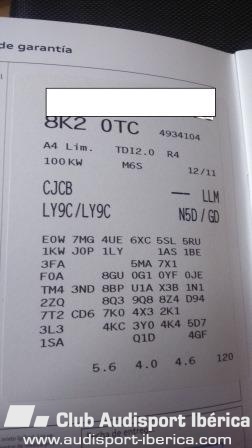 de garantía
8K2 0TC 4934104
A4 Lim. TDI2.0 R4
100KW M6S 12/11
CJCB --- LLM
LY9C/LY9C N5D / GD
E0W 7MG 4UE 6XC 5SL 5RU
1KW J0P 1LY 1AS 1BE
3FA 5MA 7X1
F0A 8GU 0G1 0YF 0JE
TM4 3ND 8BP U1A X3B 1N1
2ZQ 8Q3 9Q8 8Z4 D94
7T2 CD6 7K0 4X3 2K1
3L3 4KC 3Y0 4K4 5D7
1SA Q1D 4GF
5.6 4.0 4.6 120
Fecha de entrega
Club Audisport Ibérica
www.audisport-iberica.com